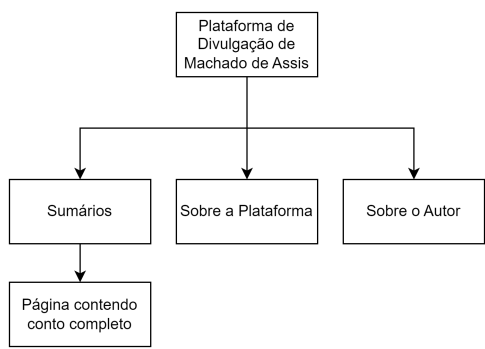 Plataforma de
Divulgação de
Machado de Assis
Sumários
Sobre a Plataforma
Sobre o Autor
Página contendo
conto completo